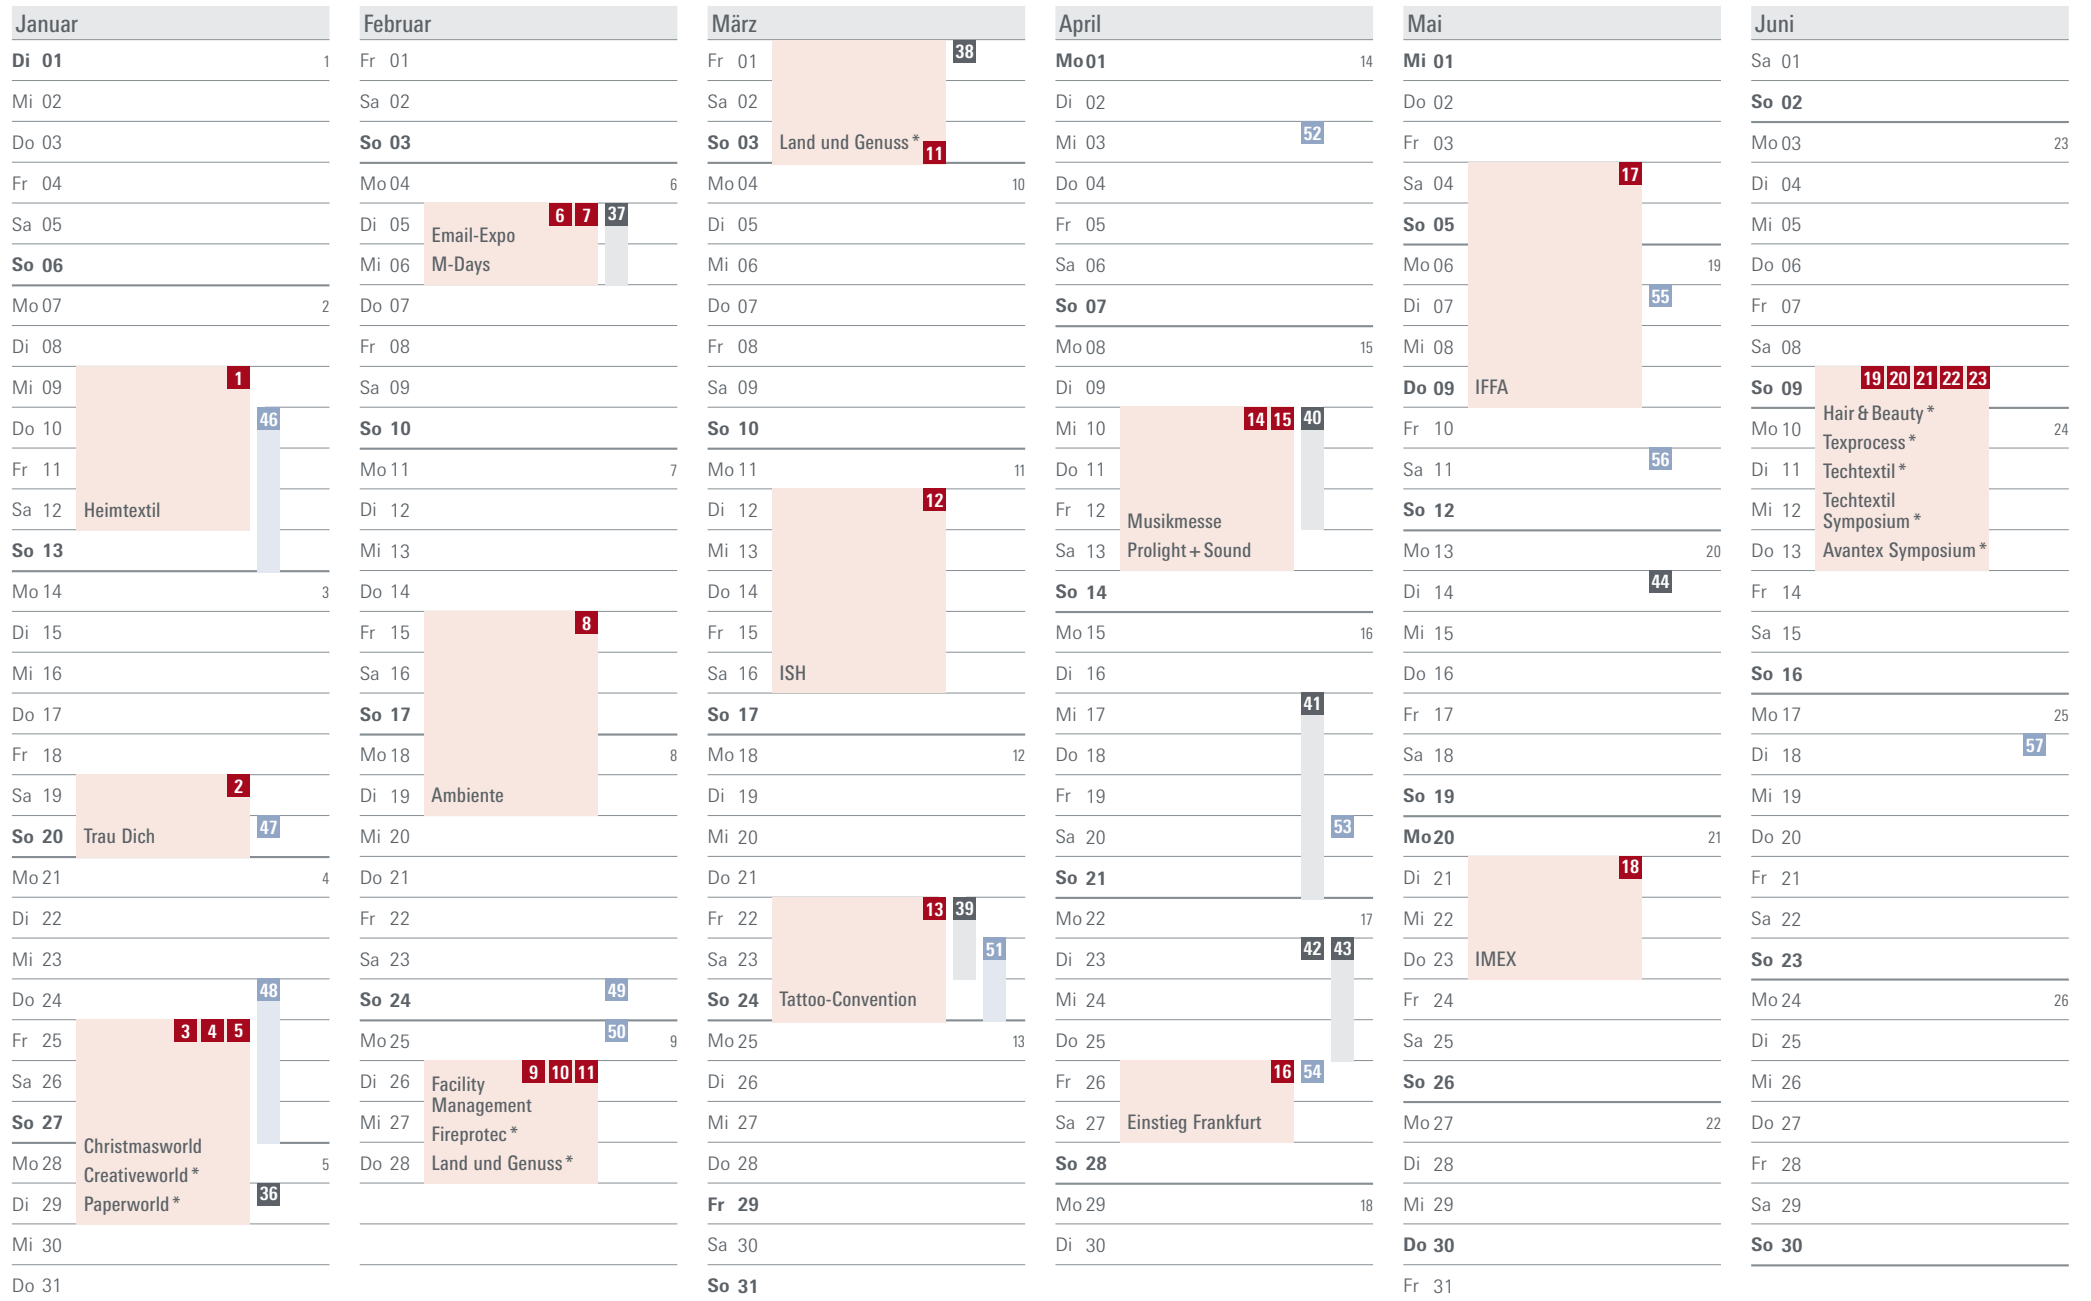 Januar
Di 01 1
Mi 02
Do 03
Fr 04
Sa 05
So 06
Mo 07 2
Di 08
Mi 09 1
Do 10 46
Fr 11
Sa 12 Heimtextil
So 13
Mo 14 3
Di 15
Mi 16
Do 17
Fr 18
Sa 19 2
So 20 Trau Dich 47
Mo 21 4
Di 22
Mi 23
Do 24 48
Fr 25 3 4 5
Sa 26
So 27
Christmasworld
Mo 28 5
Creativeworld *
Di 29 Paperworld * 36
Mi 30
Do 31
Februar
Fr 01
Sa 02
So 03
Mo 04 6
Di 05 6 7 37
Email-Expo
Mi 06 M-Days
Do 07
Fr 08
Sa 09
So 10
Mo 11 7
Di 12
Mi 13
Do 14
Fr 15 8
Sa 16
So 17
Mo 18 8
Di 19 Ambiente
Mi 20
Do 21
Fr 22
Sa 23
So 24 49
Mo 25 50 9
Di 26 Facility 9 10 11
Management
Mi 27
Fireprotec *
Do 28 Land und Genuss *
März
Fr 01 38
Sa 02
So 03 Land und Genuss * 11
Mo 04 10
Di 05
Mi 06
Do 07
Fr 08
Sa 09
So 10
Mo 11 11
Di 12 12
Mi 13
Do 14
Fr 15
Sa 16 ISH
So 17
Mo 18 12
Di 19
Mi 20
Do 21
Fr 22 13 39
Sa 23 51
So 24 Tattoo-Convention
Mo 25 13
Di 26
Mi 27
Do 28
Fr 29
Sa 30
So 31
April
Mo 01 14
Di 02
Mi 03 52
Do 04
Fr 05
Sa 06
So 07
Mo 08 15
Di 09
Mi 10 14 15 40
Do 11
Fr 12
Musikmesse
Sa 13 Prolight + Sound
So 14
Mo 15 16
Di 16
Mi 17 41
Do 18
Fr 19
Sa 20 53
So 21
Mo 22 17
Di 23 42 43
Mi 24
Do 25
Fr 26 16 54
Sa 27 Einstieg Frankfurt
So 28
Mo 29 18
Di 30
Mai
Mi 01
Do 02
Fr 03
Sa 04 17
So 05
Mo 06 19
Di 07 55
Mi 08
Do 09 IFFA
Fr 10
Sa 11 56
So 12
Mo 13 20
Di 14 44
Mi 15
Do 16
Fr 17
Sa 18
So 19
Mo 20 21
Di 21 18
Mi 22
Do 23 IMEX
Fr 24
Sa 25
So 26
Mo 27 22
Di 28
Mi 29
Do 30
Fr 31
Juni
Sa 01
So 02
Mo 03 23
Di 04
Mi 05
Do 06
Fr 07
Sa 08
So 09 19 20 21 22 23
Hair & Beauty *
Mo 10 24
Texprocess *
Di 11 Techtextil *
Mi 12 Techtextil
Symposium *
Do 13 Avantex Symposium *
Fr 14
Sa 15
So 16
Mo 17 25
Di 18 57
Mi 19
Do 20
Fr 21
Sa 22
So 23
Mo 24 26
Di 25
Mi 26
Do 27
Fr 28
Sa 29
So 30